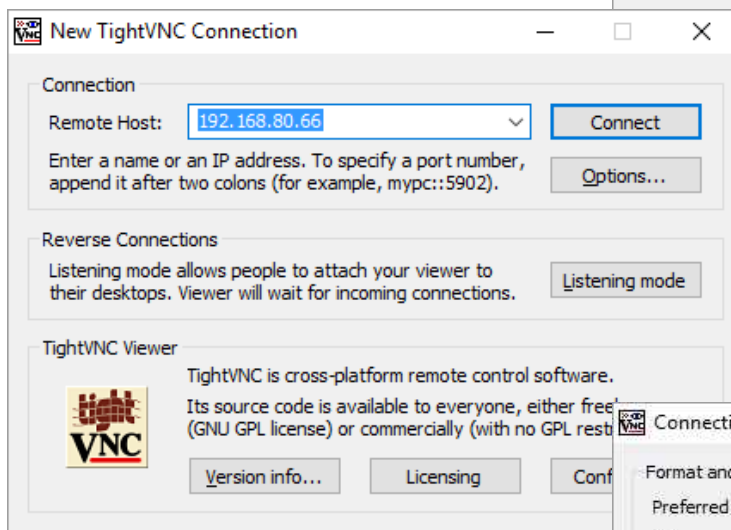 New TightVNC Connection
Connection
Remote Host: 192.168.80.66 Connect
Enter a name or an IP address. To specify a port number,
append it after two colons (for example, mypc::5902).
Options...
Reverse Connections
Listening mode allows people to attach your viewer to
their desktops. Viewer will wait for incoming connections.
Listening mode
TightVNC Viewer
TightVNC is cross-platform remote control software.
Its source code is available to everyone, either
(GNU GPL license) or commercially (with no GPL
tight
VNC
Version info... Licensing
Format
Preferred